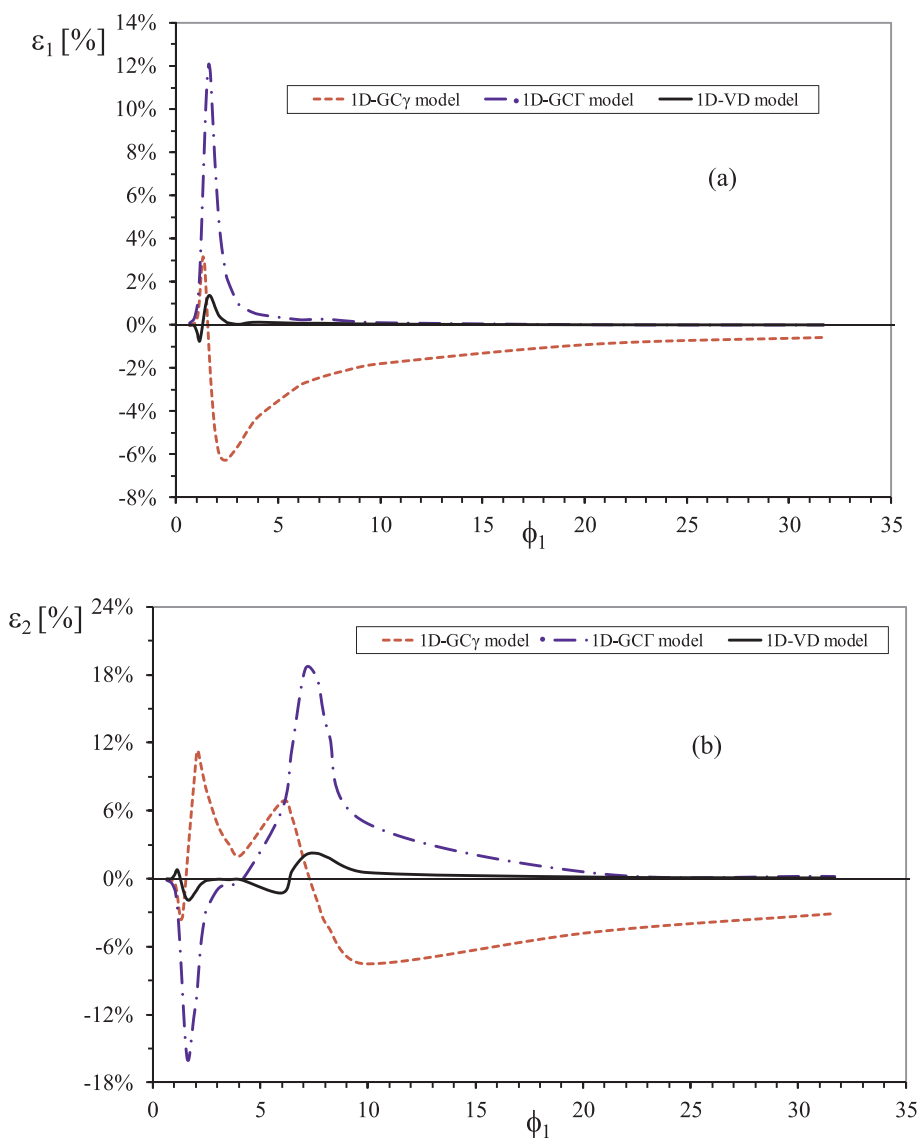 ε₁ [%]
14%
12%
10%
8%
6%
4%
2%
0%
-2%
-4%
-6%
-8%
1D-GCγ model 1D-GCΓ model 1D-VD model
(a)
0 5 10 15 20 25 30 35
ϕ₁
ε₂ [%]
24%
18%
12%
6%
0%
-6%
-12%
-18%
1D-GCγ model 1D-GCΓ model 1D-VD model
(b)
0 5 10 15 20 25 30 35
ϕ₁